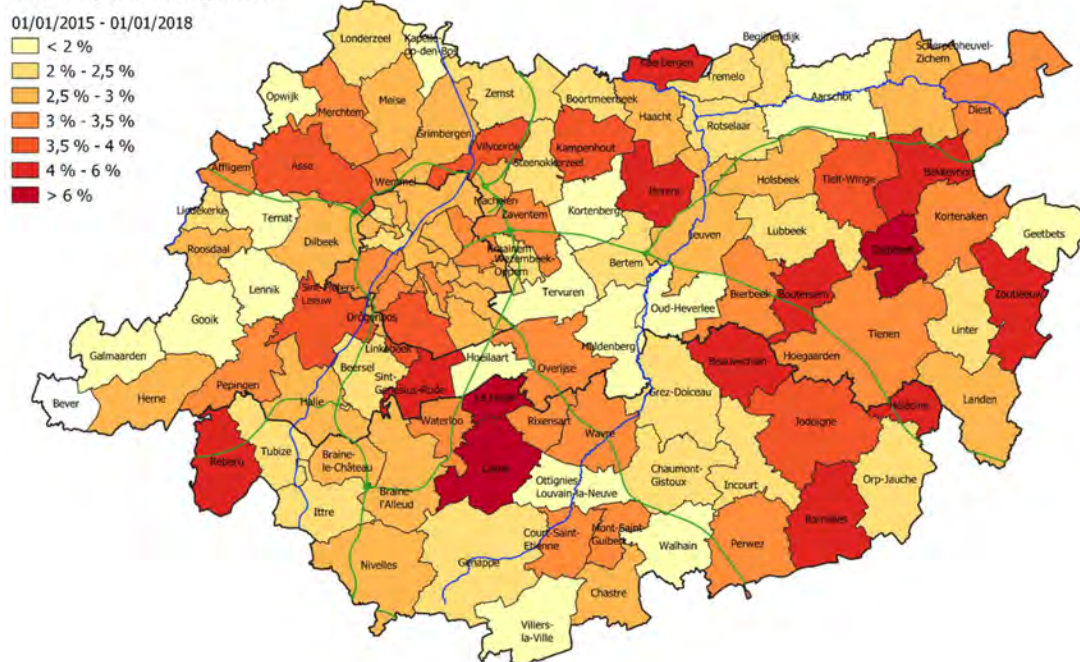 01/01/2015 - 01/01/2018
< 2 %
2 % - 2,5 %
2,5 % - 3 %
3 % - 3,5 %
3,5 % - 4 %
4 % - 6 %
> 6 %
Londerzeel
Kapelle-
op-den-Bos
Begijnendijk
Scherpenheuvel-
Zichem
Opwijk
Merchtem
Meise
Zemst
Boortmeerbeek
Keerbergen
Tremelo
Aarschot
Diest
Grimbergen
Haacht
Rotselaar
Affligem
Asse
Vilvoorde
Steenokkerzeel
Kampenhout
Wemmel
Herent
Holsbeek
Tielt-Winge
Bekkevoort
Liedekerke
Ternat
Machelen
Zaventem
Kortenberg
Kortenaken
Roosdaal
Dilbeek
Kraainem
Wezembeek-
Oppem
Leuven
Lubbeek
Geetbets
Lennik
Sint-Pieters-
Leeuw
Tervuren
Bertem
Bierbeek
Boutersem
Zoutleeuw
Gooik
Drogenbos
Oud-Heverlee
Tienen
Linter
Galmaarden
Linkebeek
Hoeilaart
Huldenberg
Hoegaarden
Pepingen
Beersel
Sint-
Genesius-Rode
Overijse
Beauvechain
Bever
Herne
Halle
La Hulpe
Grez-Doiceau
Hélécine
Landen
Waterloo
Rixensart
Wavre
Jodoigne
Rebecq
Tubize
Braine-
le-Château
Lasne
Chaumont-
Gistoux
Incourt
Orp-Jauche
Ittre
Braine-
l'Alleud
Ottignies
Louvain-la-Neuve
Ramillies
Nivelles
Genappe
Court-Saint-
Etienne
Mont-Saint-
Guibert
Walhain
Perwez
Chastre
Villers-
la-Ville